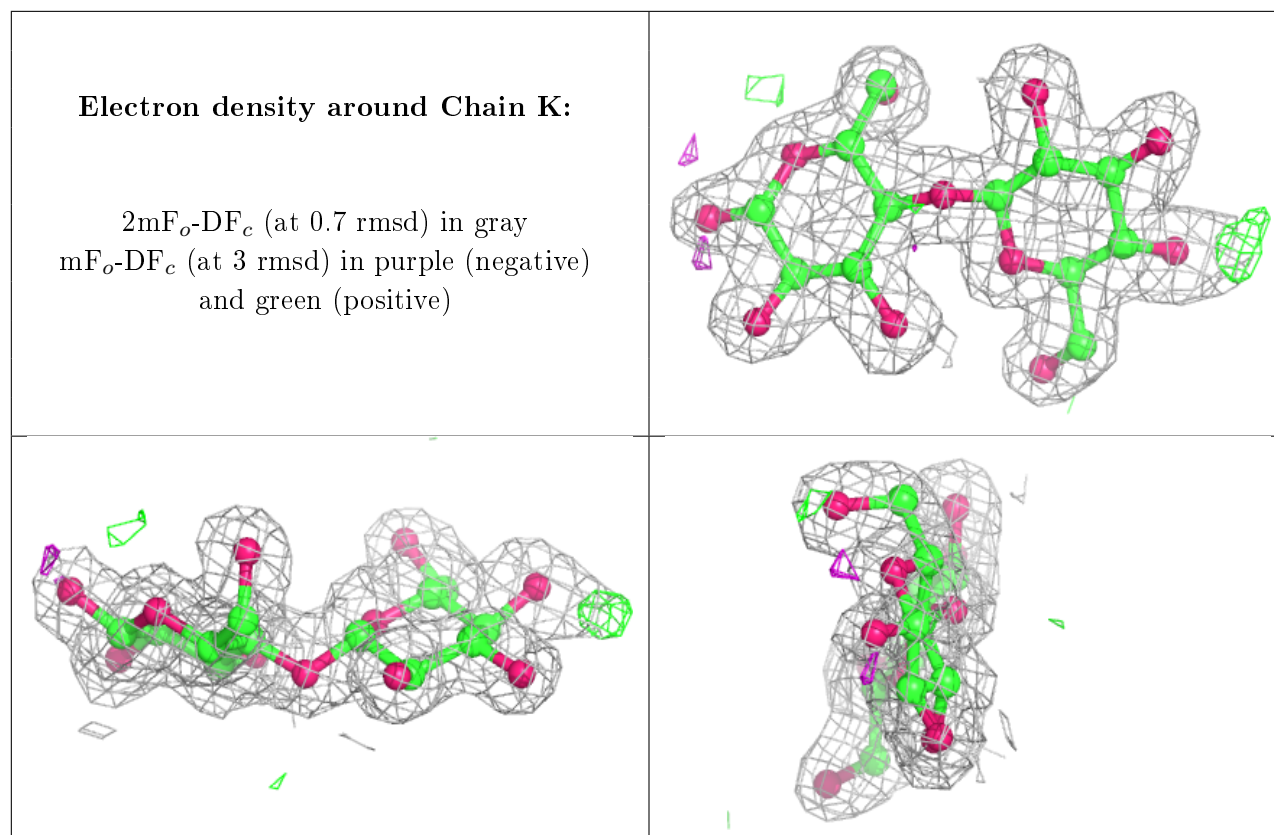 Electron density around Chain K:
2mFo-DFc (at 0.7 rmsd) in gray
mFo-DFc (at 3 rmsd) in purple (negative)
and green (positive)